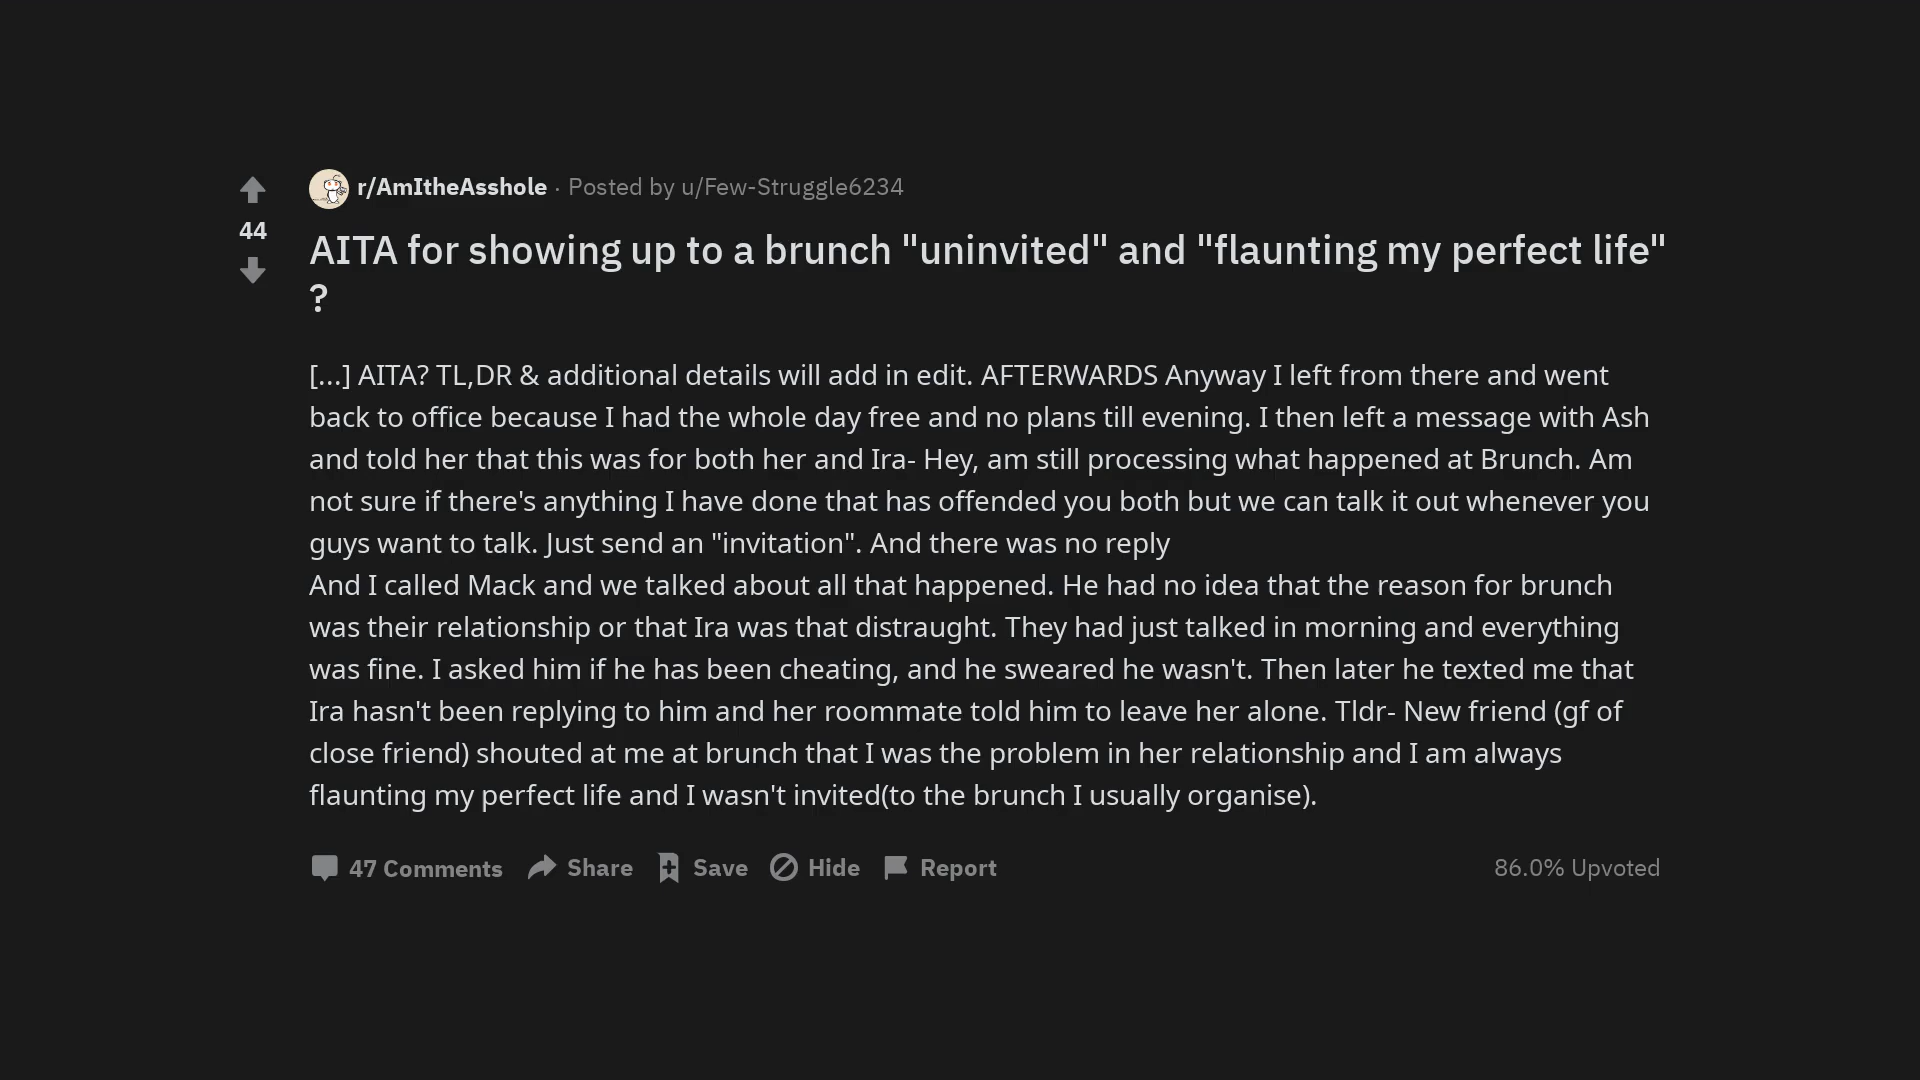 r/AmItheAsshole · Posted by u/Few-Struggle6234
44
AITA for showing up to a brunch "uninvited" and "flaunting my perfect life"
?
[...] AITA? TL,DR & additional details will add in edit. AFTERWARDS Anyway I left from there and went
back to office because I had the whole day free and no plans till evening. I then left a message with Ash
and told her that this was for both her and Ira- Hey, am still processing what happened at Brunch. Am
not sure if there's anything I have done that has offended you both but we can talk it out whenever you
guys want to talk. Just send an "invitation". And there was no reply
And I called Mack and we talked about all that happened. He had no idea that the reason for brunch
was their relationship or that Ira was that distraught. They had just talked in morning and everything
was fine. I asked him if he has been cheating, and he sweared he wasn't. Then later he texted me that
Ira hasn't been replying to him and her roommate told him to leave her alone. Tldr- New friend (gf of
close friend) shouted at me at brunch that I was the problem in her relationship and I am always
flaunting my perfect life and I wasn't invited(to the brunch I usually organise).
47 Comments Share Save Hide Report 86.0% Upvoted